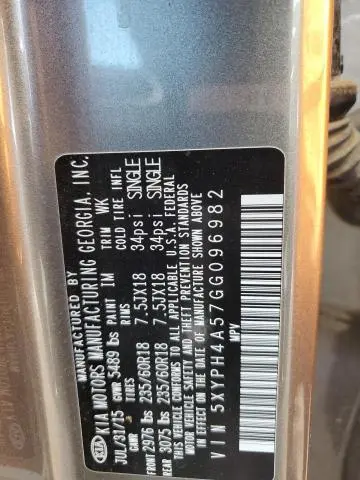 MANUFACTURED BY
KIA KIA MOTORS MANUFACTURING GEORGIA, INC.
JUL/31/15 GVWR 5489 lbs PAINT IM TRIM WK
TIRES RIMS COLD TIRE INFL
FRONT 2976 lbs 235/60R18 7.5JX18 34psi SINGLE
REAR 3075 lbs 235/60R18 7.5JX18 34psi SINGLE
THIS VEHICLE CONFORMS TO ALL APPLICABLE U.S.A. FEDERAL
MOTOR VEHICLE SAFETY AND THEFT PREVENTION STANDARDS
IN EFFECT ON THE DATE OF MANUFACTURE SHOWN ABOVE
VIN 5XYPH4A57GG096982
MPV